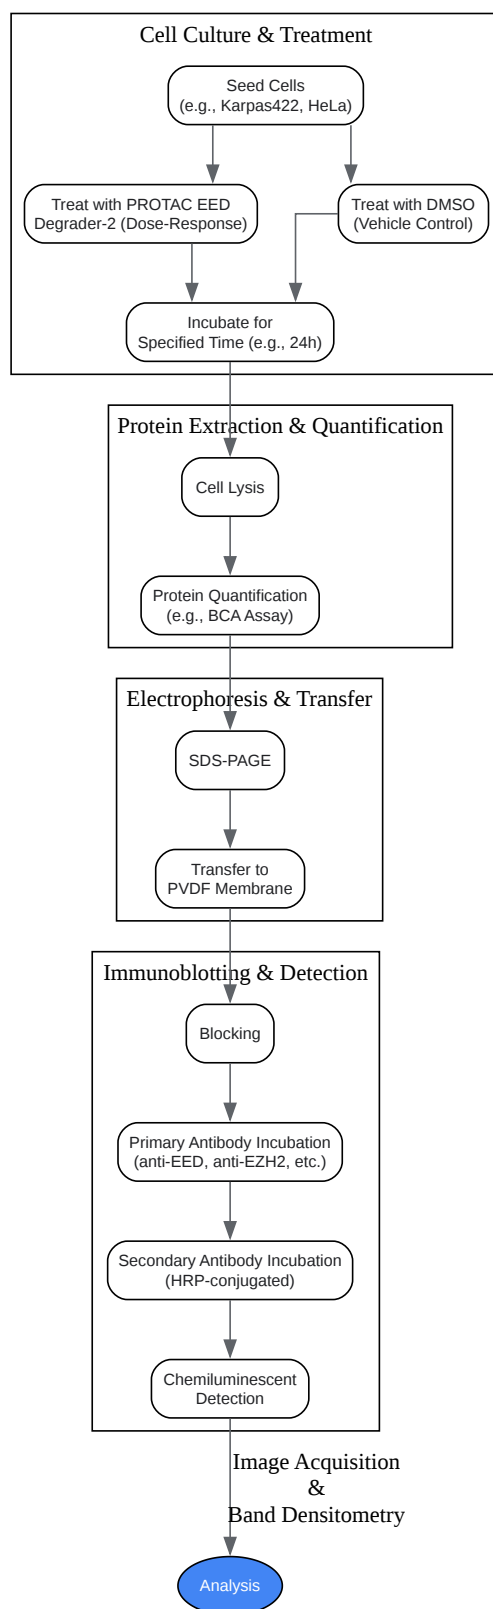 Cell Culture & Treatment
Seed Cells
(e.g., Karpas422, HeLa)
Treat with PROTAC EED
Degrader-2 (Dose-Response)
Treat with DMSO
(Vehicle Control)
Incubate for
Specified Time (e.g., 24h)
Protein Extraction & Quantification
Cell Lysis
Protein Quantification
(e.g., BCA Assay)
Electrophoresis & Transfer
SDS-PAGE
Transfer to
PVDF Membrane
Immunoblotting & Detection
Blocking
Primary Antibody Incubation
(anti-EED, anti-EZH2, etc.)
Secondary Antibody Incubation
(HRP-conjugated)
Chemiluminescent
Detection
Image Acquisition
&
Band Densitometry
Analysis